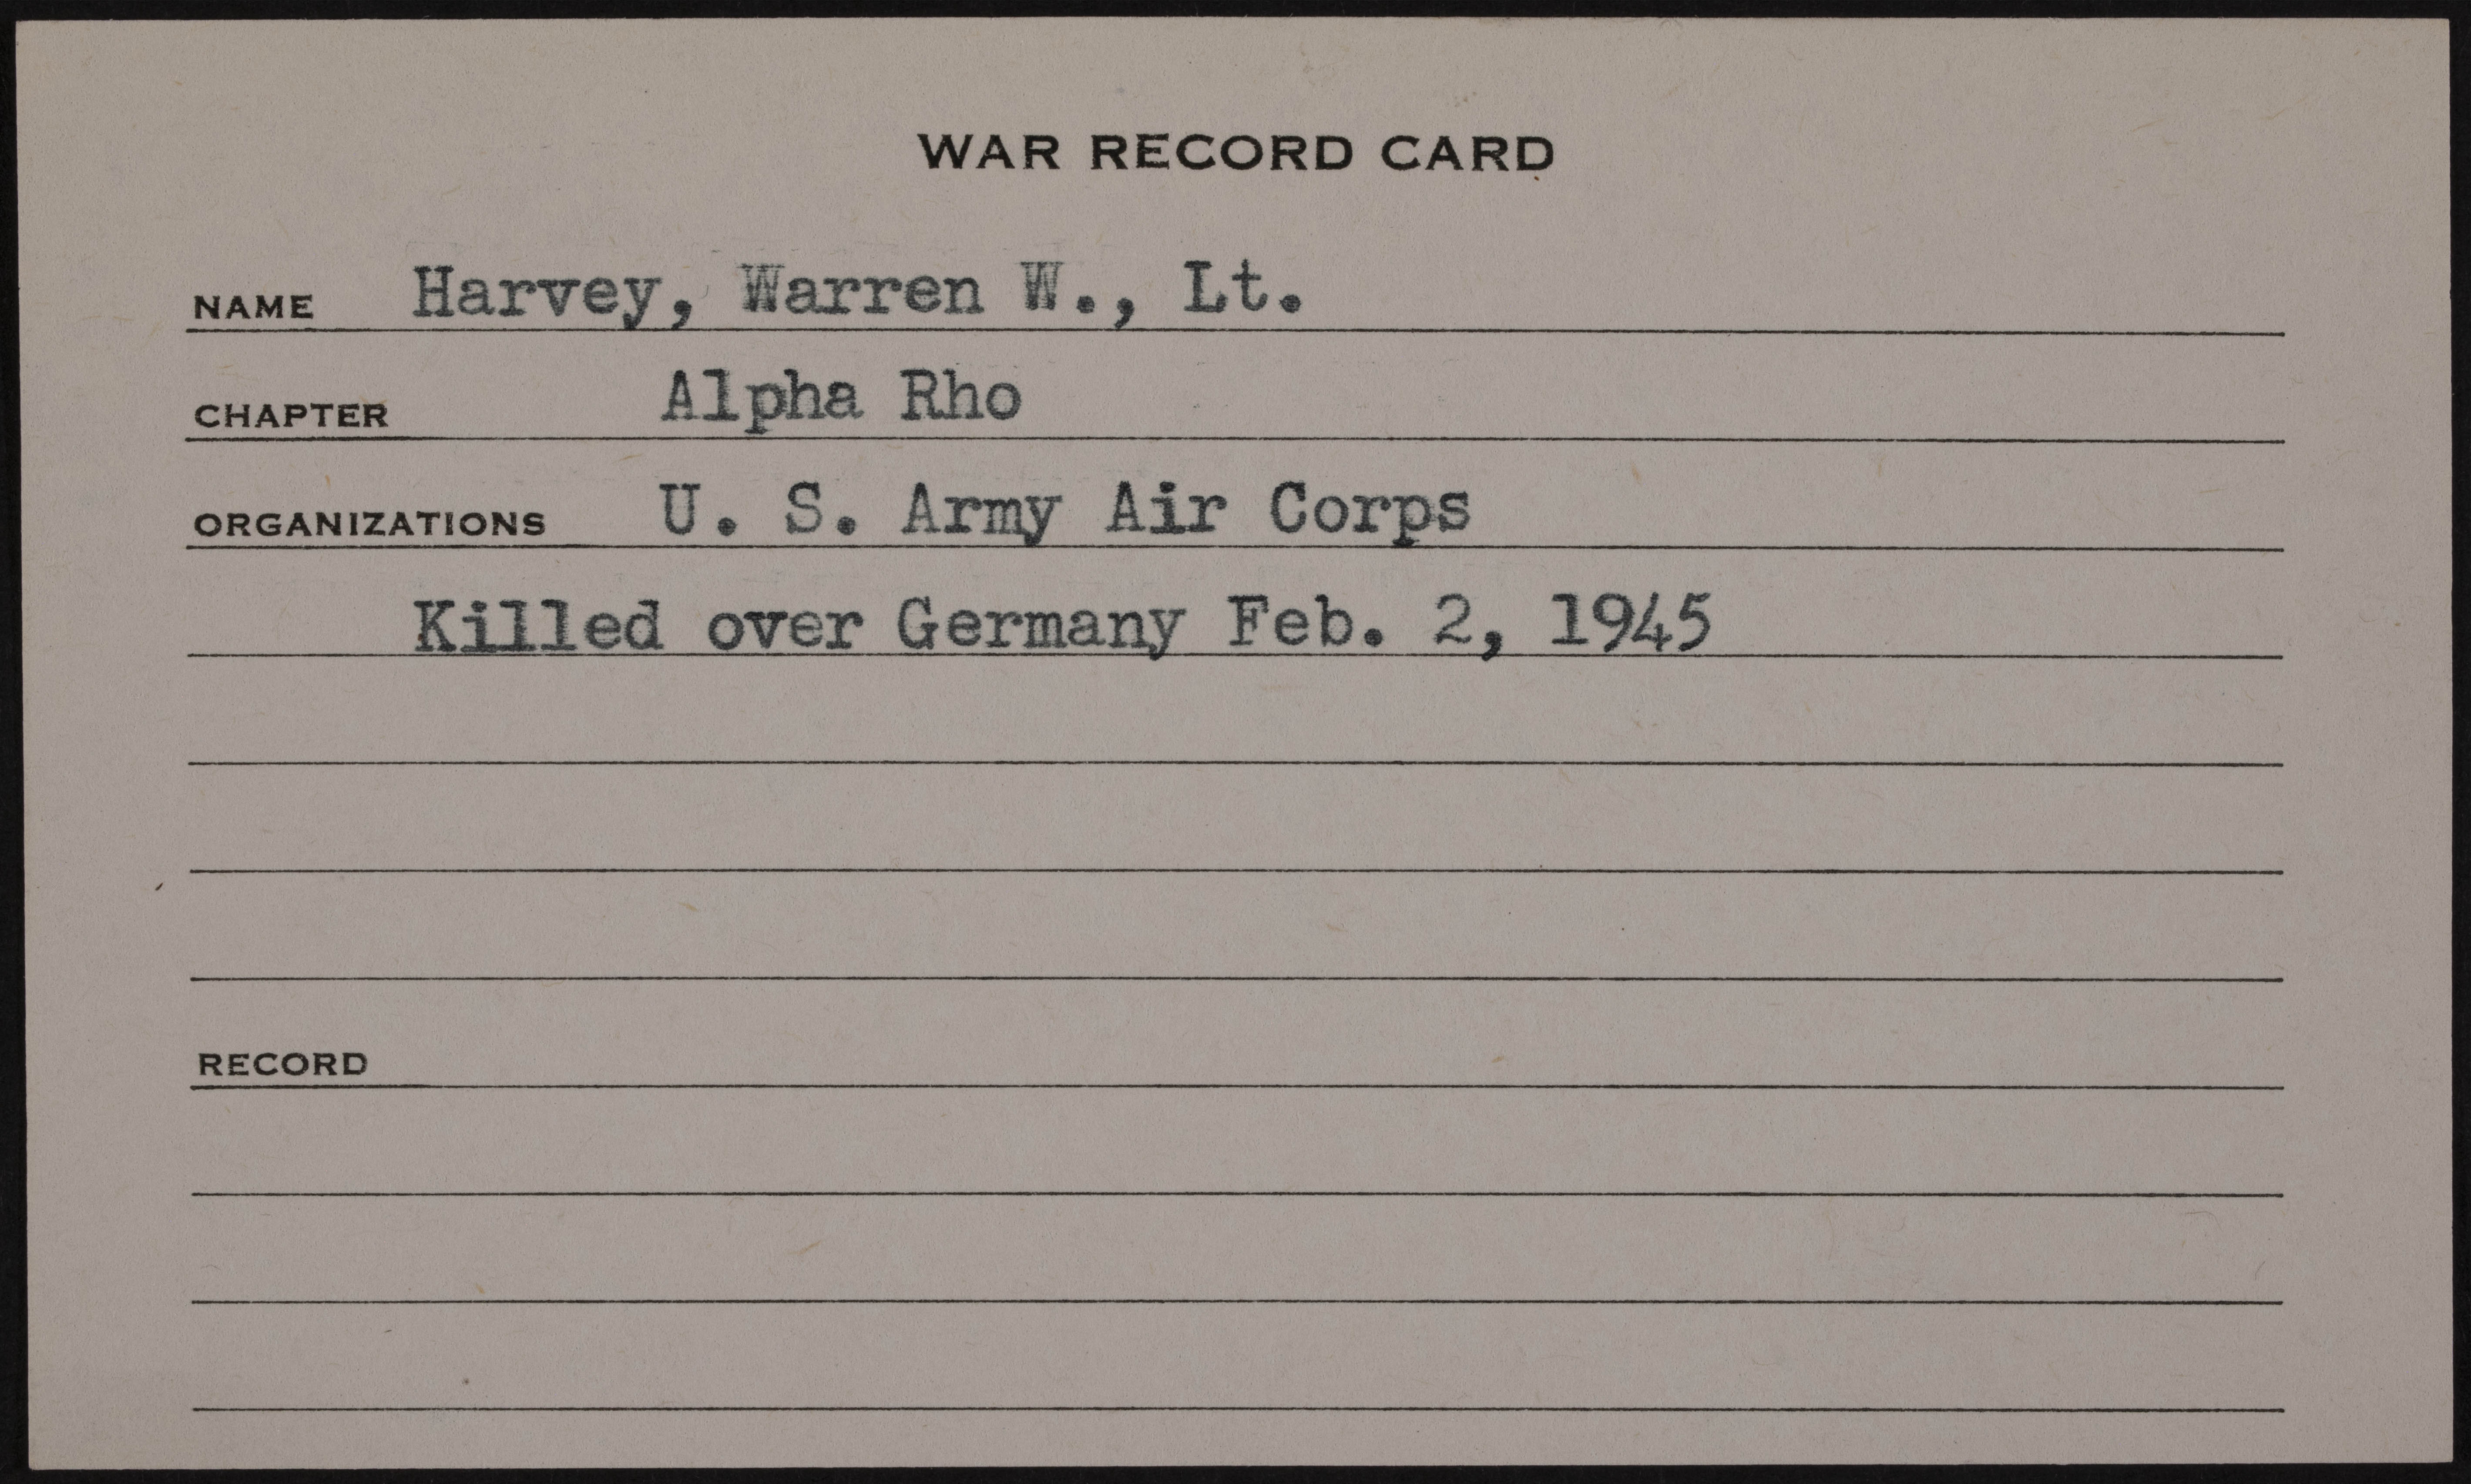 WAR RECORD CARD
NAME Harvey, Warren W., Lt.
CHAPTER Alpha Rho
ORGANIZATIONS U. S. Army Air Corps
Killed over Germany Feb. 2, 1945
RECORD